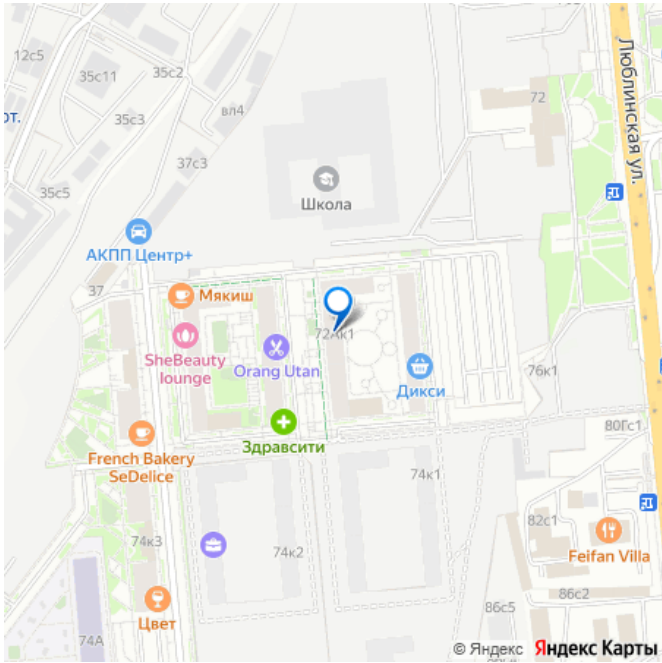 12с5
35с11
35с2
72
Люблинская ул.
от.
35с3
вл4
37с3
35с5
Школа
АКПП Центр+
37
Мякиш
72Ак1
SheBeauty
lounge
Orang Utan
Дикси
76к1
Здравсити
80Гс1
French Bakery
SeDelice
74к1
82с1
74к3
74к2
Feifan Villa
86с2
86с5
Цвет
74А
© Яндекс Яндекс Карты